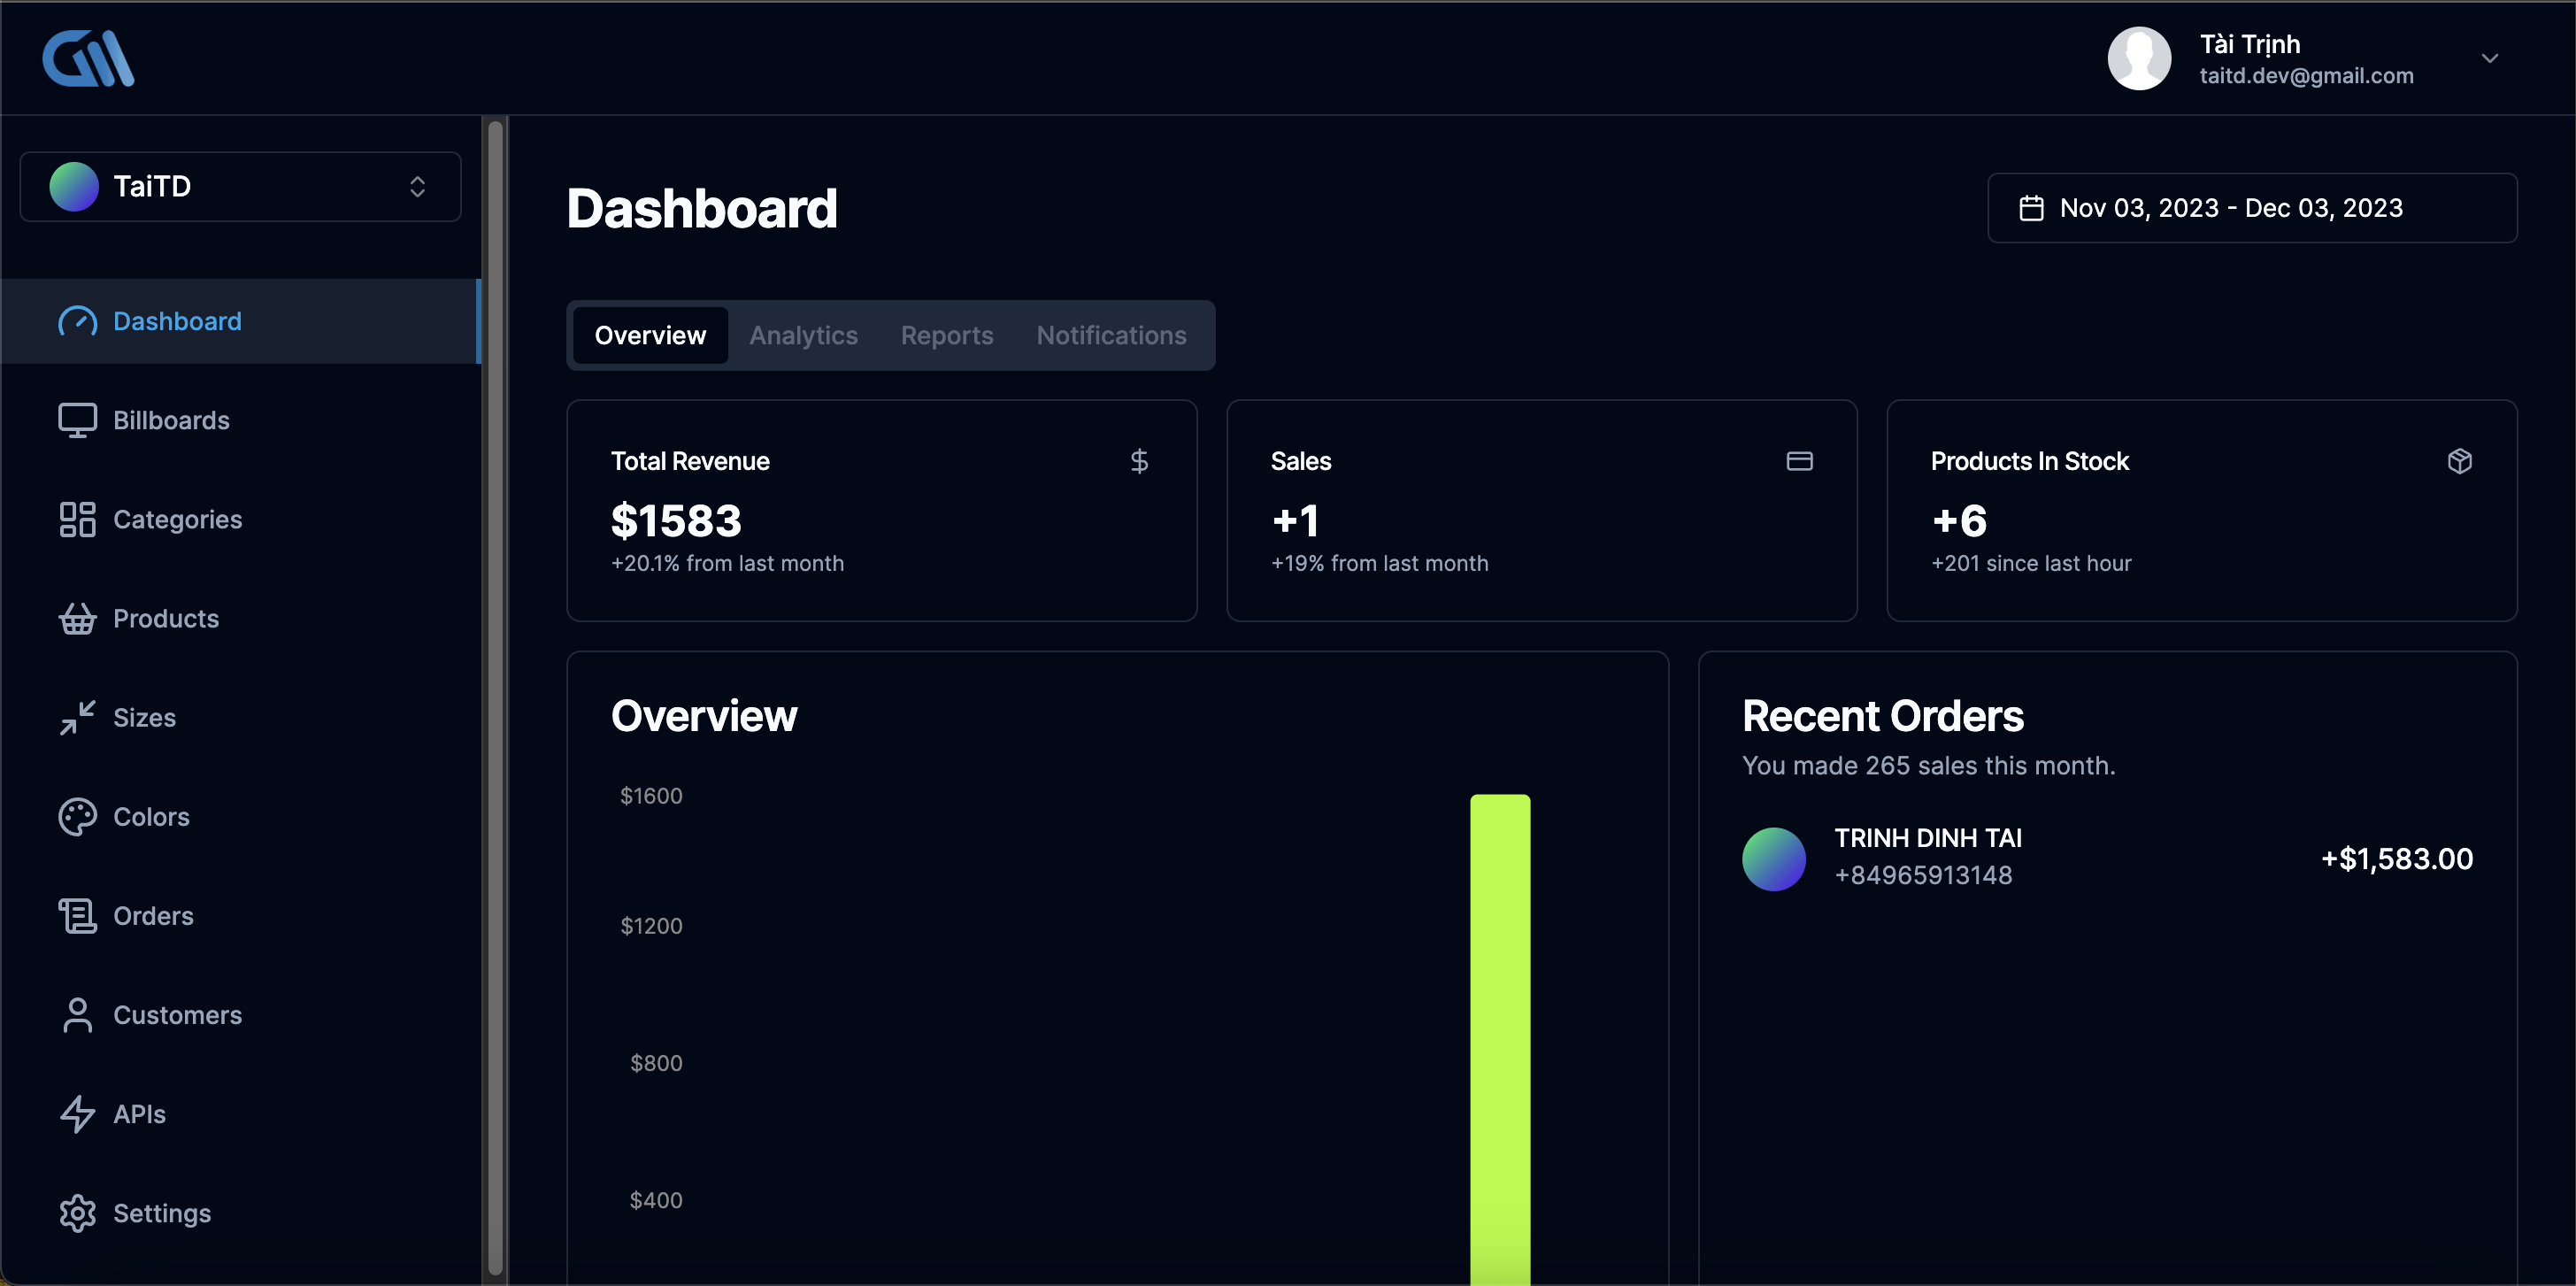 Tài Trịnh
taitd.dev@gmail.com
TaiTD
Dashboard
Billboards
Categories
Products
Sizes
Colors
Orders
Customers
APIs
Settings
Dashboard
Nov 03, 2023 - Dec 03, 2023
Overview Analytics Reports Notifications
Total Revenue
$1583
+20.1% from last month
Sales
+1
+19% from last month
Products In Stock
+6
+201 since last hour
Overview
$1600
$1200
$800
$400
Recent Orders
You made 265 sales this month.
TRINH DINH TAI
+84965913148
+$1,583.00